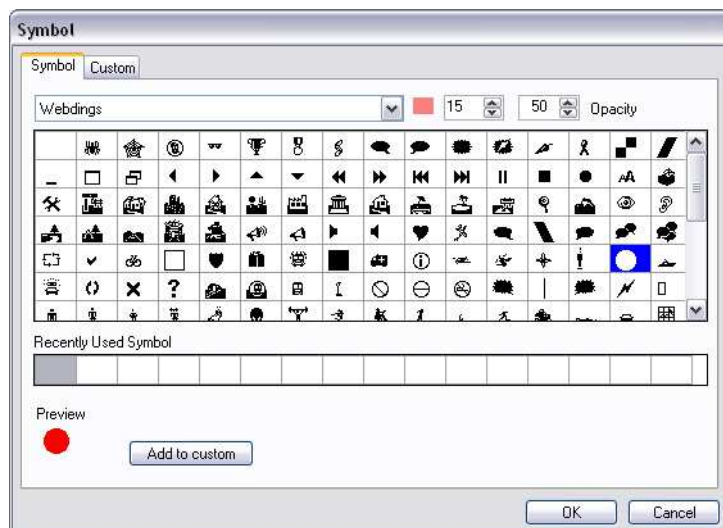 Symbol
Symbol Custom
Webdings 15 50 Opacity
Recently Used Symbol
Preview
Add to custom
OK Cancel